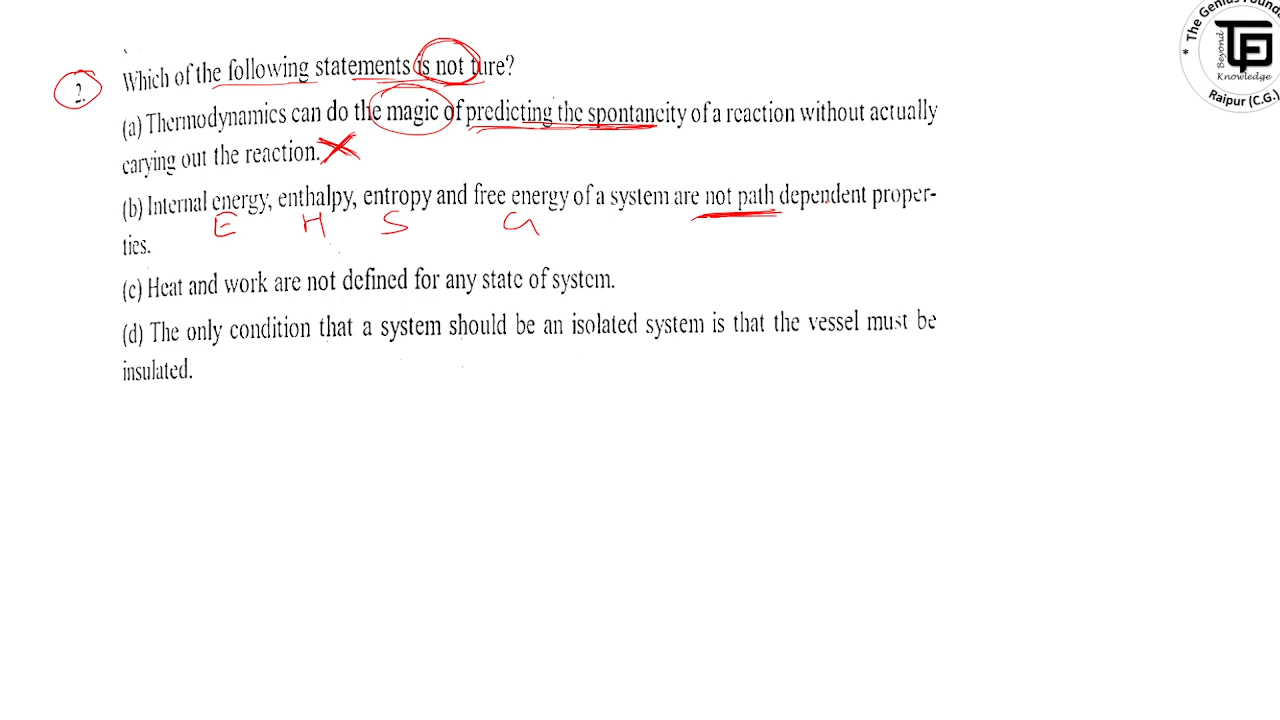 2. Which of the following statements is not ture?
(a) Thermodynamics can do the magic of predicting the spontaneity of a reaction without actually
carying out the reaction.
(b) Internal energy, enthalpy, entropy and free energy of a system are not path dependent proper-
E H S G
ties.
(c) Heat and work are not defined for any state of system.
(d) The only condition that a system should be an isolated system is that the vessel must be
insulated.
* The Genius
Beyond
Knowledge
Raipur (C.G.)